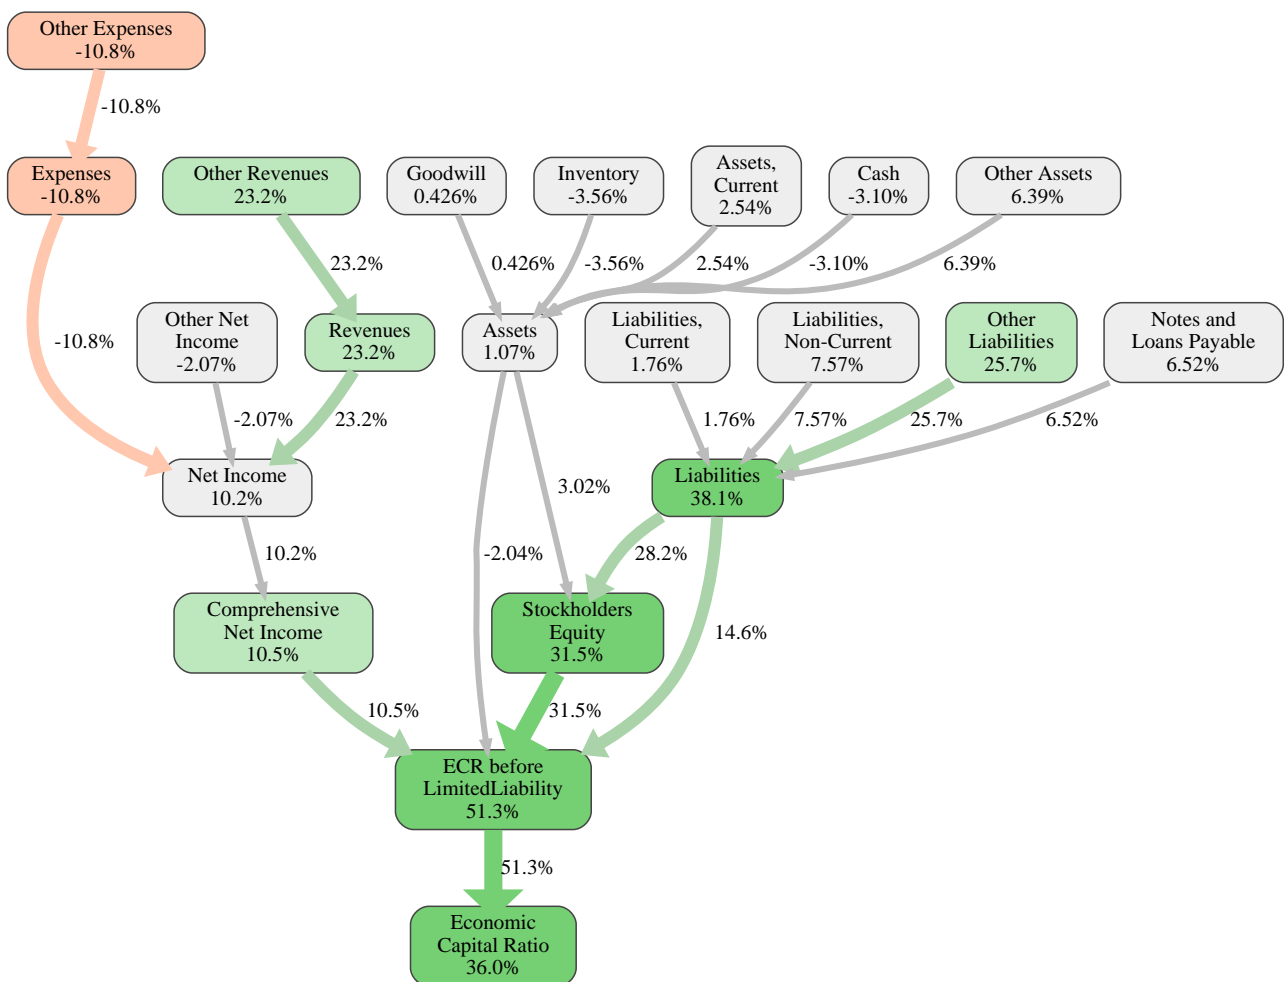 Other Expenses
-10.8%
-10.8%
Expenses
-10.8%
Other Revenues
23.2%
Goodwill
0.426%
Inventory
-3.56%
Assets,
Current
2.54%
Cash
-3.10%
Other Assets
6.39%
23.2%
0.426%
-3.56%
2.54%
-3.10%
6.39%
-10.8%
Other Net
Income
-2.07%
Revenues
23.2%
Assets
1.07%
Liabilities,
Current
1.76%
Liabilities,
Non-Current
7.57%
Other
Liabilities
25.7%
Notes and
Loans Payable
6.52%
-2.07%
23.2%
1.76%
7.57%
25.7%
6.52%
Net Income
10.2%
3.02%
Liabilities
38.1%
10.2%
-2.04%
28.2%
14.6%
Comprehensive
Net Income
10.5%
Stockholders
Equity
31.5%
10.5%
31.5%
ECR before
LimitedLiability
51.3%
51.3%
Economic
Capital Ratio
36.0%